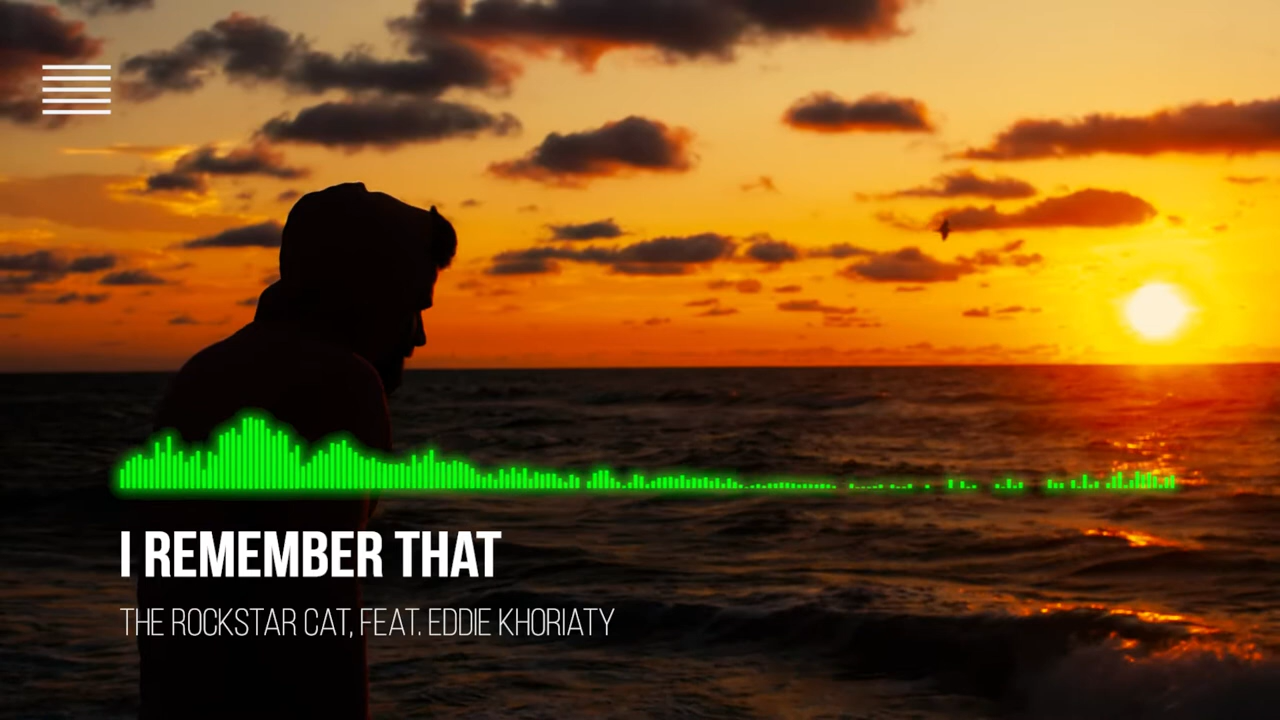 I REMEMBER THAT
THE ROCKSTAR CAT, FEAT. EDDIE KHORIATY